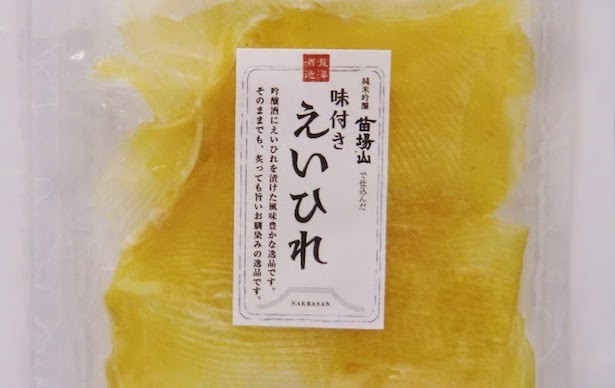 純米吟醸 苗場山 で仕込んだ
味付き
えいひれ
吟醸酒にえいひれを漬けた風味豊かな逸品です。
そのままでも、炙っても旨いお馴染みの逸品です。
NAEBASAN